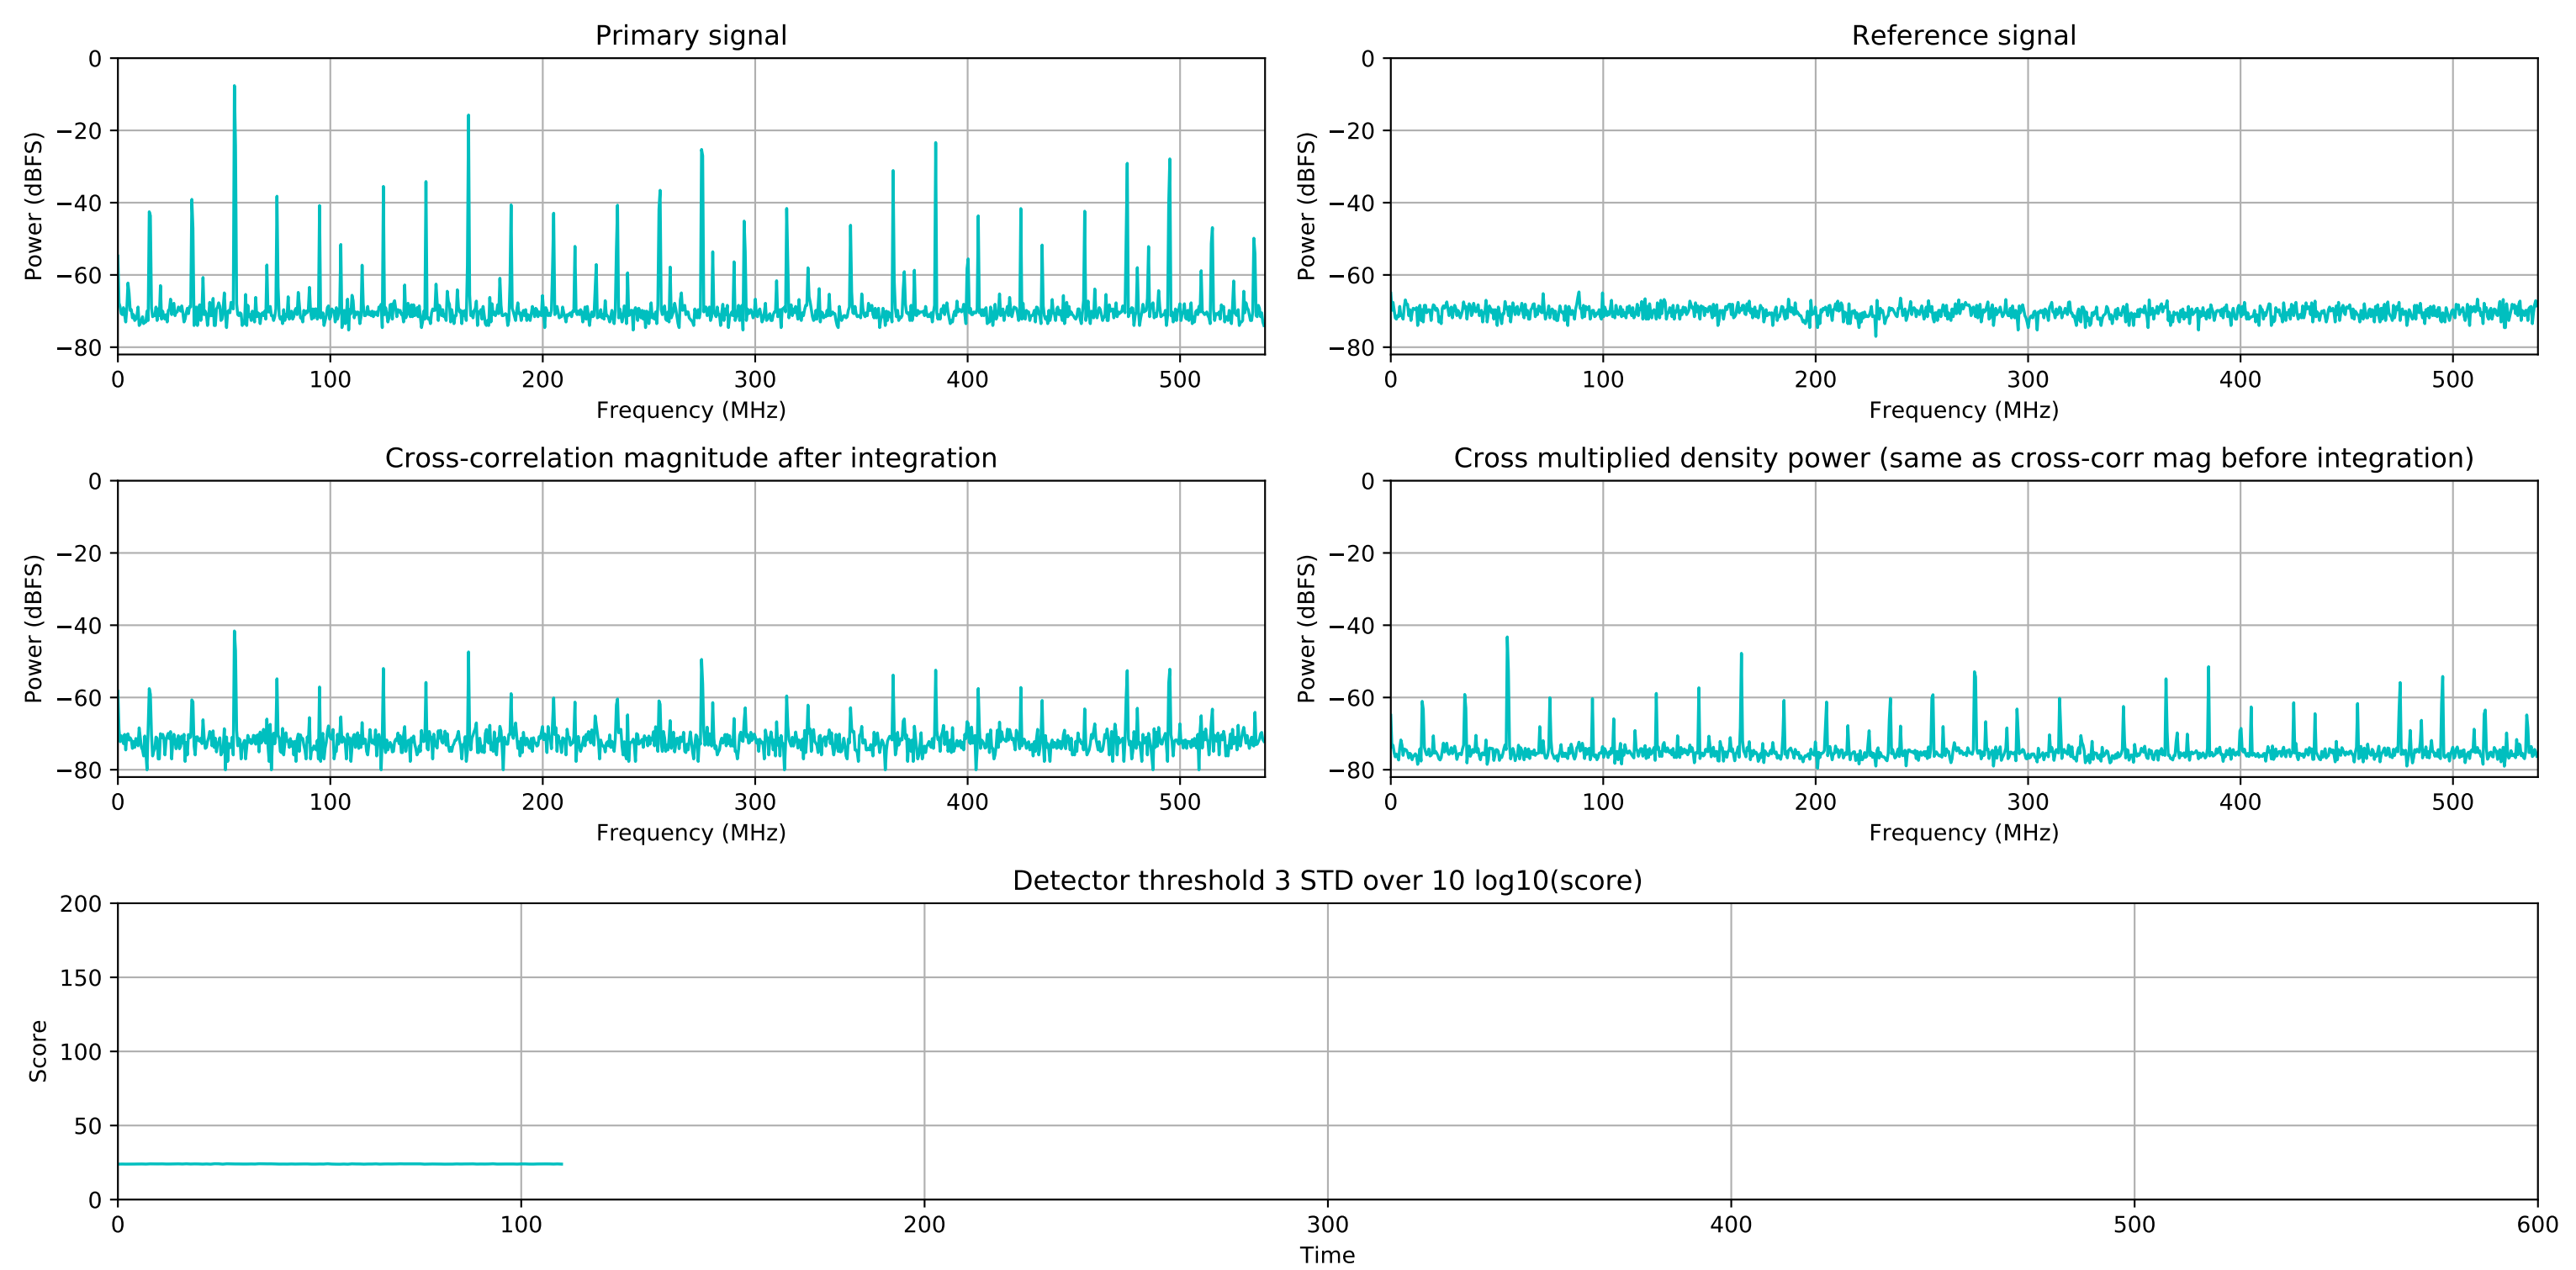 Primary signal
Reference signal
0
−20
−40
−60
−80
Power (dBFS)
0 100 200 300 400 500
Frequency (MHz)
0
−20
−40
−60
−80
Power (dBFS)
0 100 200 300 400 500
Frequency (MHz)
Cross-correlation magnitude after integration
Cross multiplied density power (same as cross-corr mag before integration)
0
−20
−40
−60
−80
Power (dBFS)
0 100 200 300 400 500
Frequency (MHz)
0
−20
−40
−60
−80
Power (dBFS)
0 100 200 300 400 500
Frequency (MHz)
Detector threshold 3 STD over 10 log10(score)
200
150
100
50
0
Score
0 100 200 300 400 500 600
Time